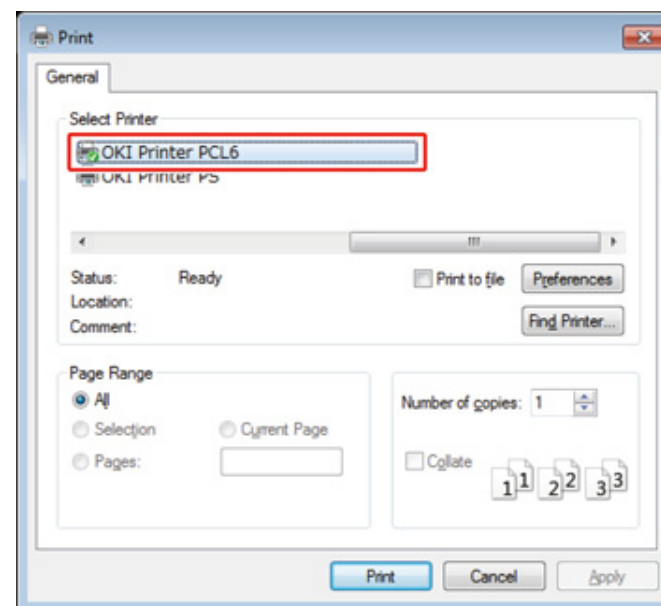 Print
General
Select Printer
OKI Printer PCL6
OKI Printer PS
Status: Ready
Print to file
Preferences
Location:
Comment:
Find Printer...
Page Range
All
Selection
Current Page
Pages:
Number of copies: 1
Collate
1 1 2 2 3 3
Print
Cancel
Apply